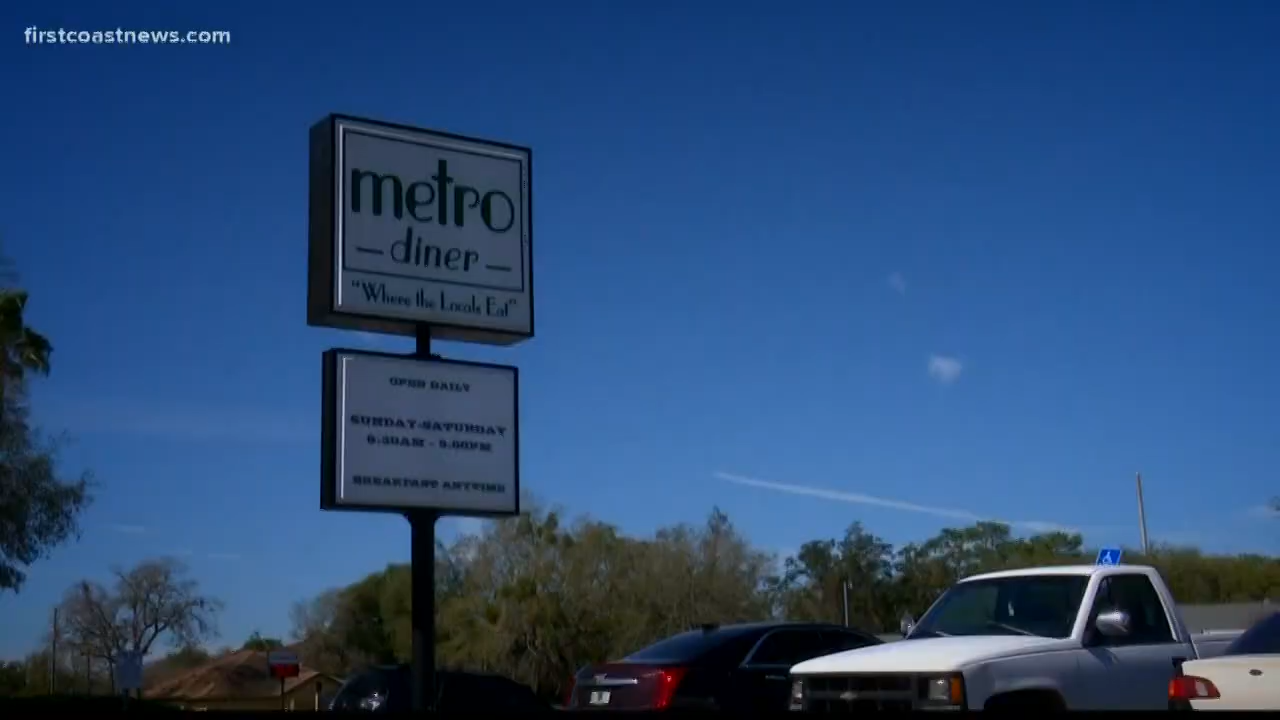 firstcoastnews.com
metro
diner
"Where the Locals Eat"
OPEN DAILY
SUNDAY-SATURDAY
6:30AM - 9:00PM
BREAKFAST ANYTIME